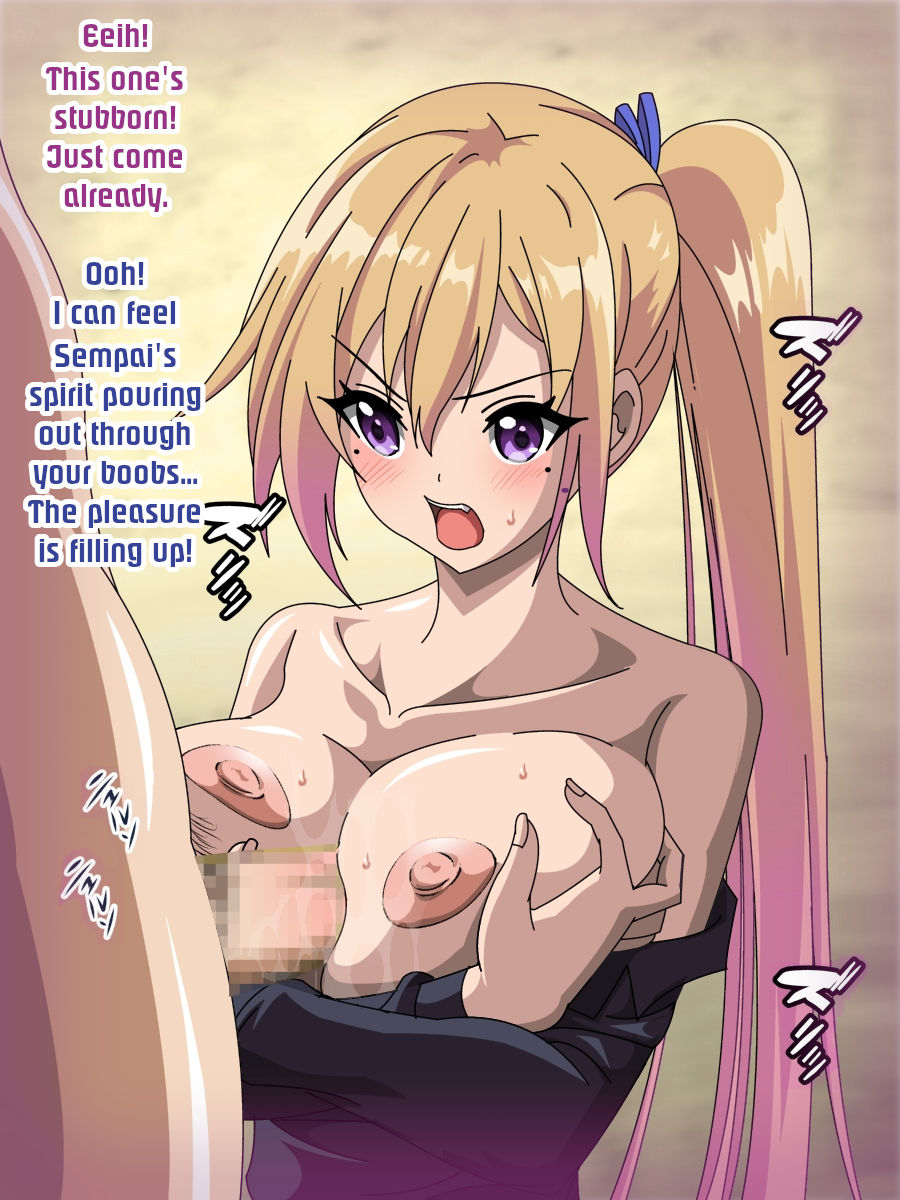 Eeih!
This one's
stubborn!
Just come
already.
Ooh!
I can feel
Sempai's
spirit pouring
out through
your boobs...
The pleasure
is filling up!